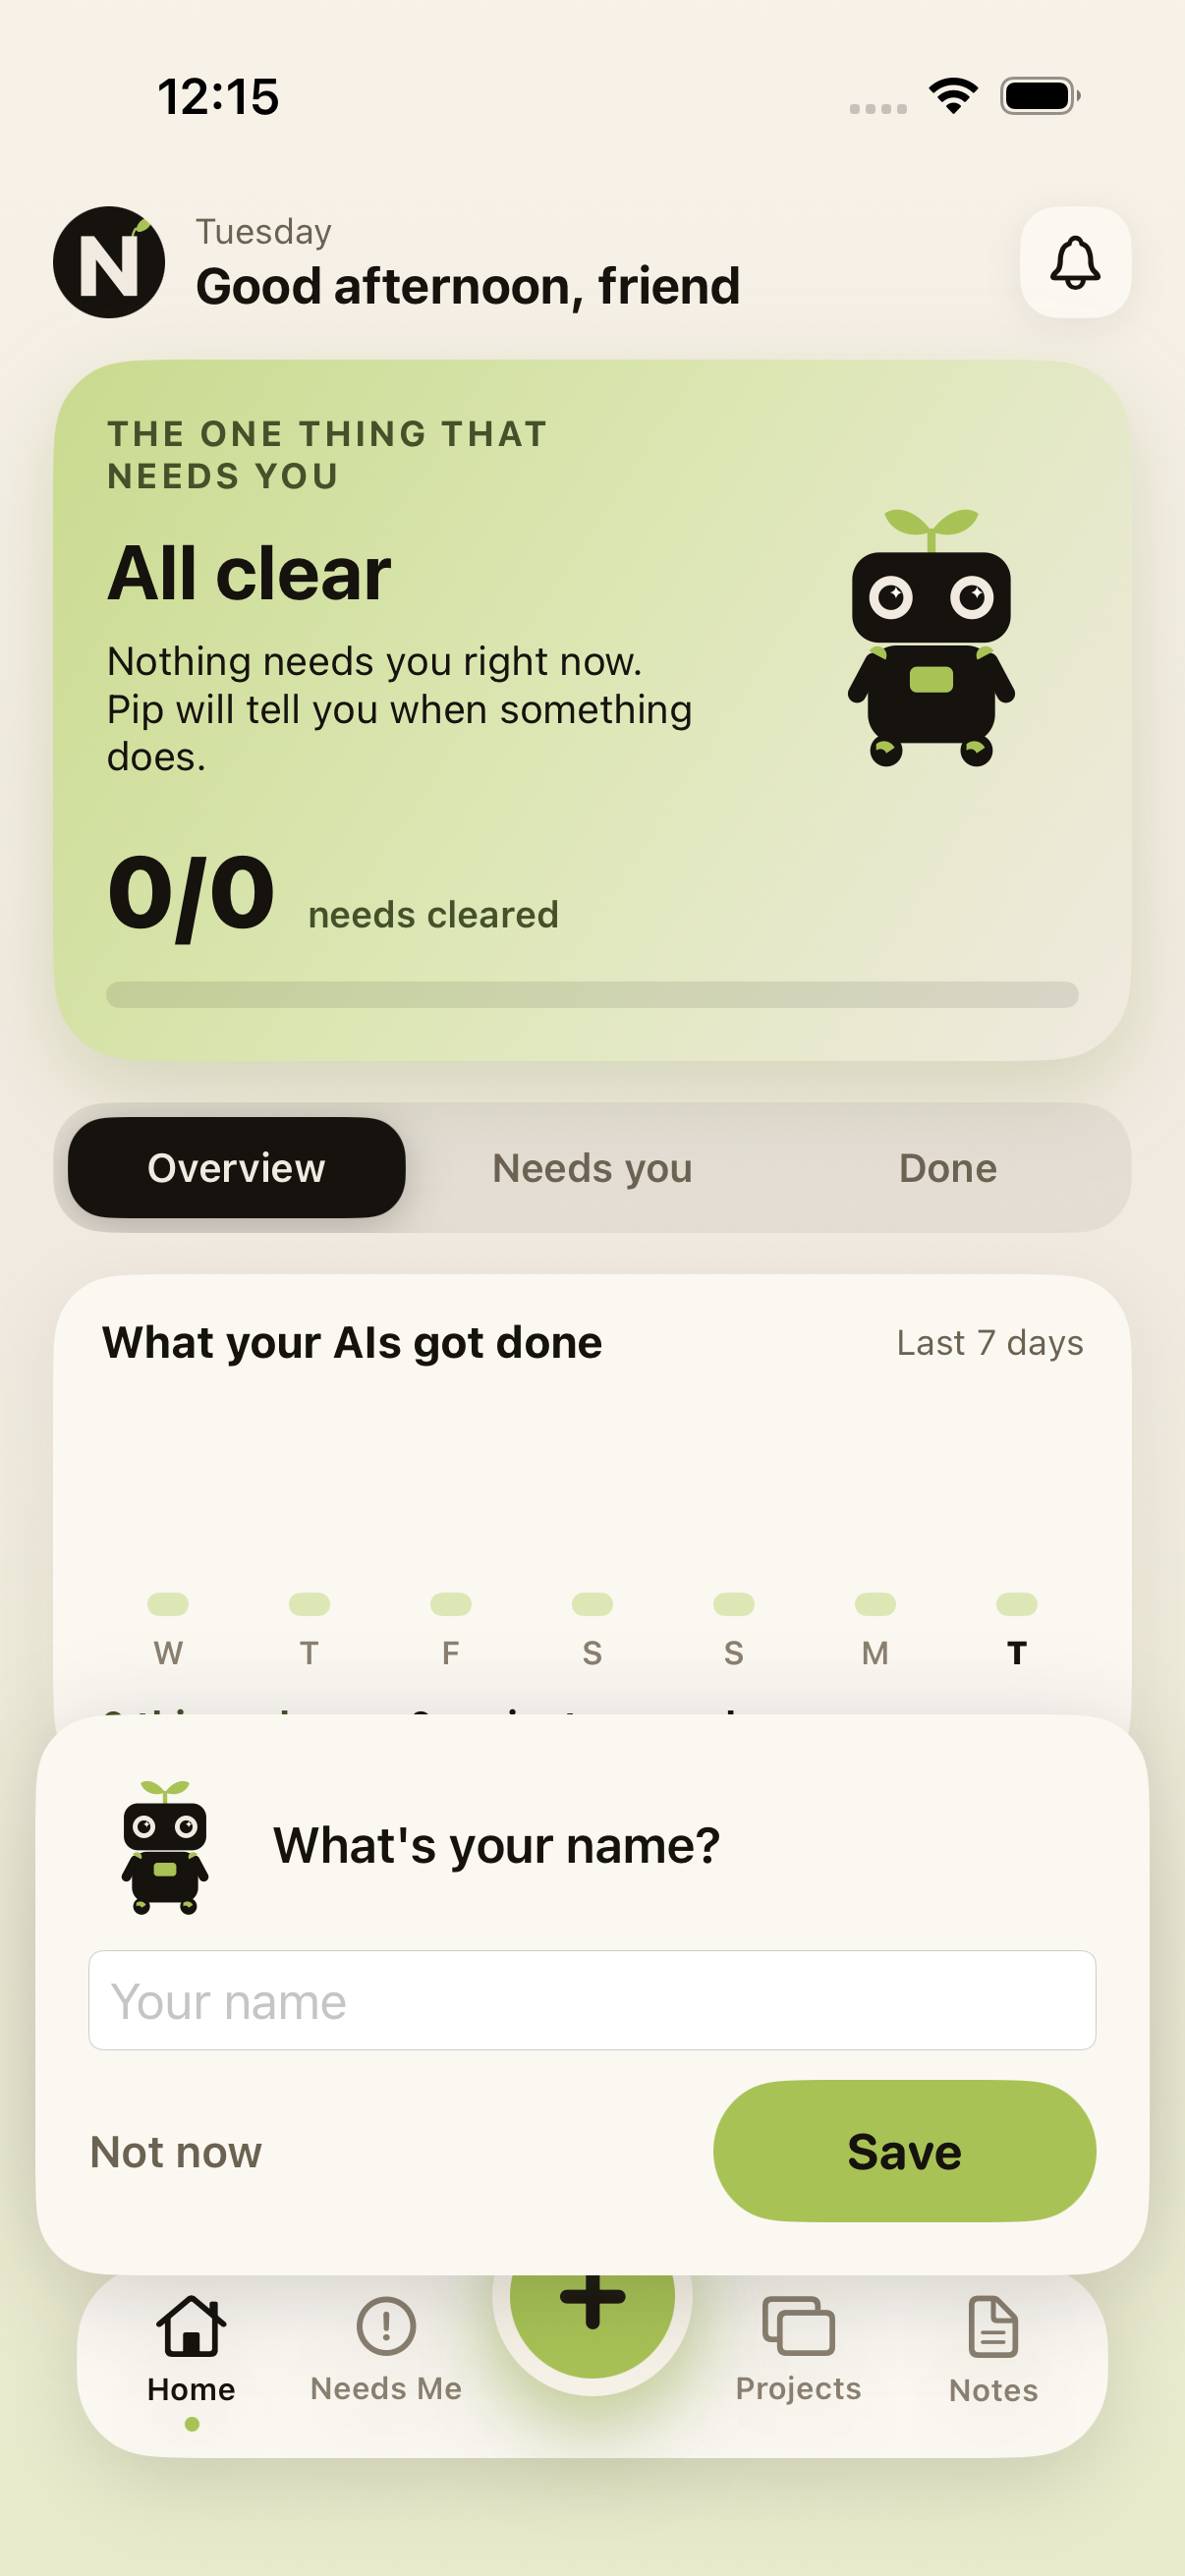 12:15
N
Tuesday
Good afternoon, friend
THE ONE THING THAT
NEEDS YOU
All clear
Nothing needs you right now.
Pip will tell you when something
does.
0/0 needs cleared
Overview Needs you Done
What your AIs got done Last 7 days
W T F S S M T
What's your name?
Your name
Not now Save
Home Needs Me Projects Notes